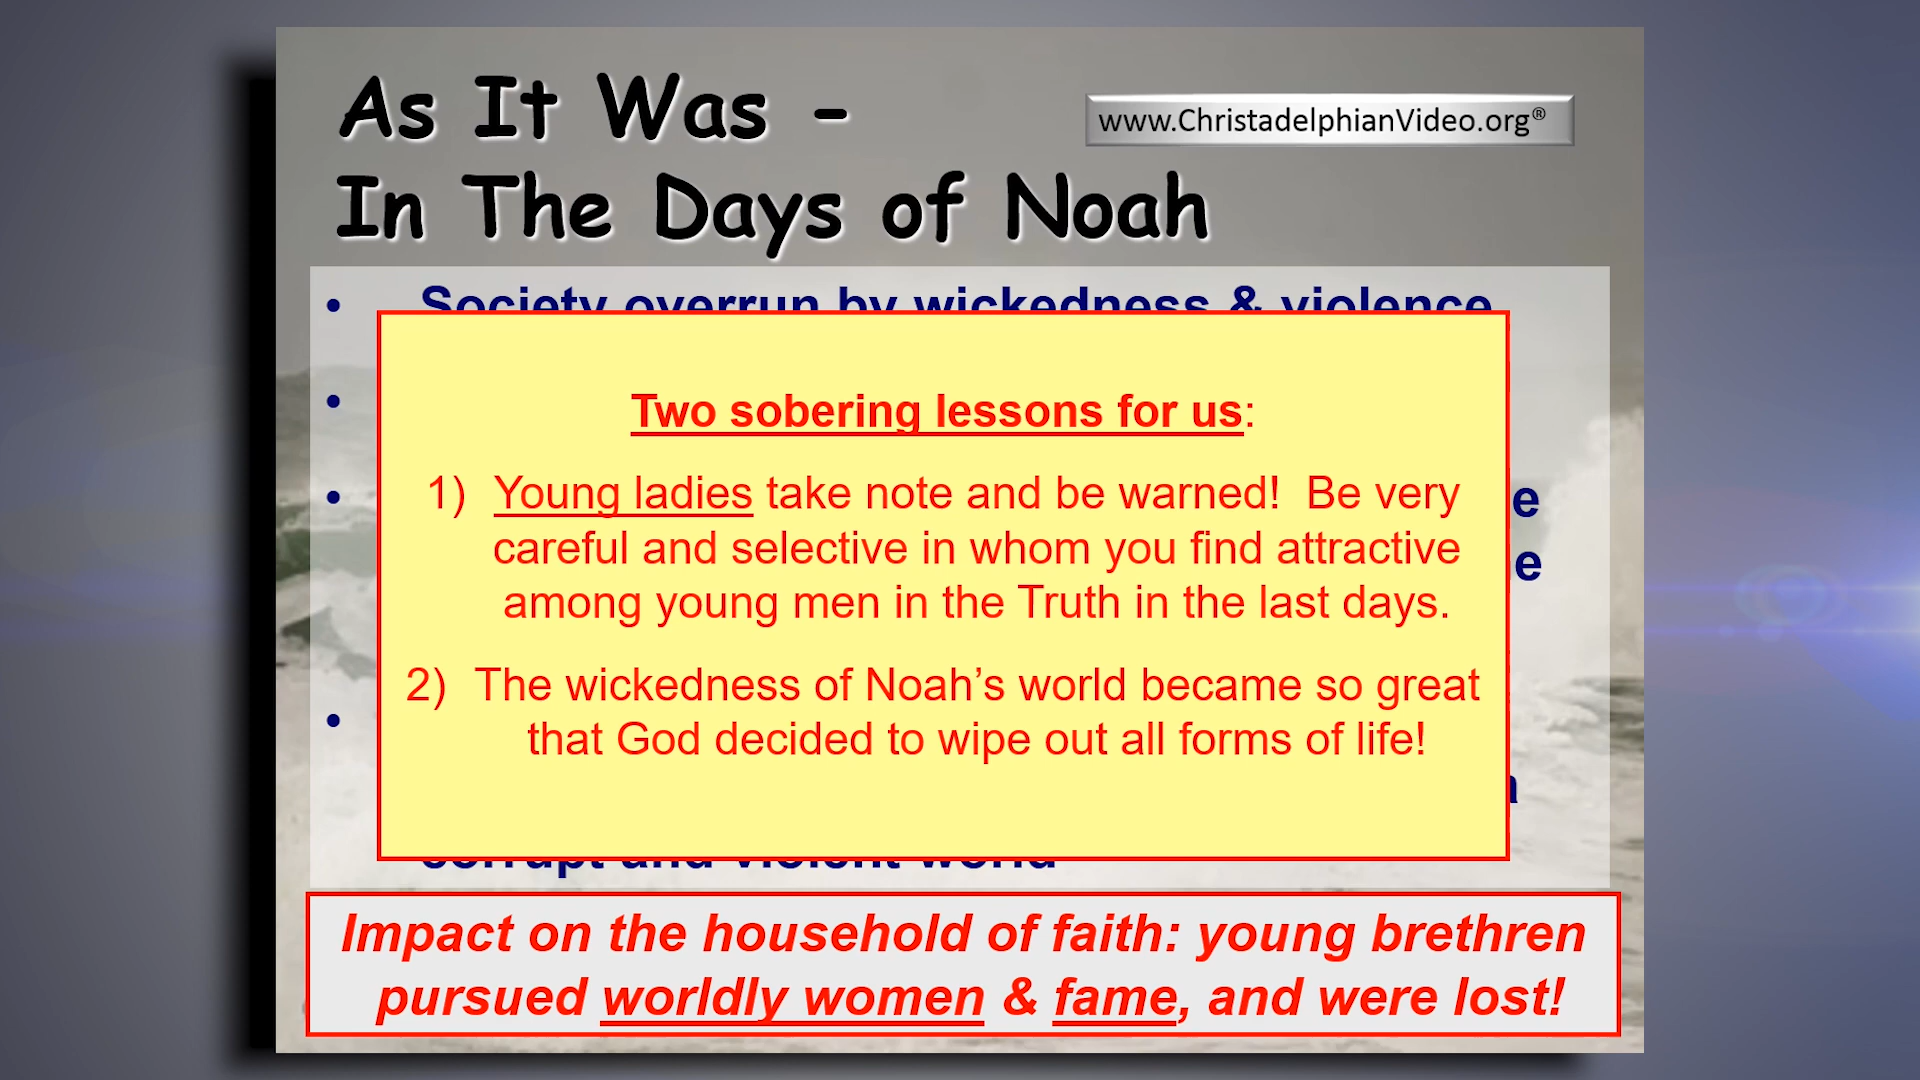 As It Was -
www.ChristadelphianVideo.org®
In The Days of Noah
• Society overrun by wickedness & violence
Two sobering lessons for us:
1) Young ladies take note and be warned! Be very
careful and selective in whom you find attractive
among young men in the Truth in the last days.
2) The wickedness of Noah’s world became so great
that God decided to wipe out all forms of life!
corrupt and violent world
Impact on the household of faith: young brethren
pursued worldly women & fame, and were lost!